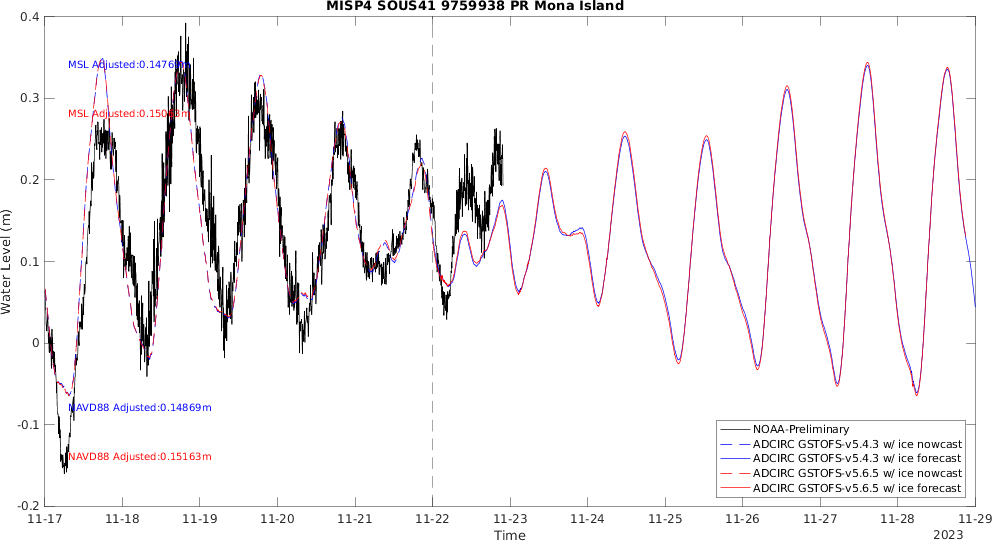 MISP4 SOUS41 9759938 PR Mona Island
0.4
0.3
0.2
0.1
0
-0.1
-0.2
Water Level (m)
MSL Adjusted:0.1476
MSL Adjusted:0.150
NAVD88 Adjusted:0.14869m
NAVD88 Adjusted:0.15163m
NOAA-Preliminary
ADCIRC GSTOFS-v5.4.3 w/ ice nowcast
ADCIRC GSTOFS-v5.4.3 w/ ice forecast
ADCIRC GSTOFS-v5.6.5 w/ ice nowcast
ADCIRC GSTOFS-v5.6.5 w/ ice forecast
11-17 11-18 11-19 11-20 11-21 11-22 11-23 11-24 11-25 11-26 11-27 11-28 11-29
Time
2023